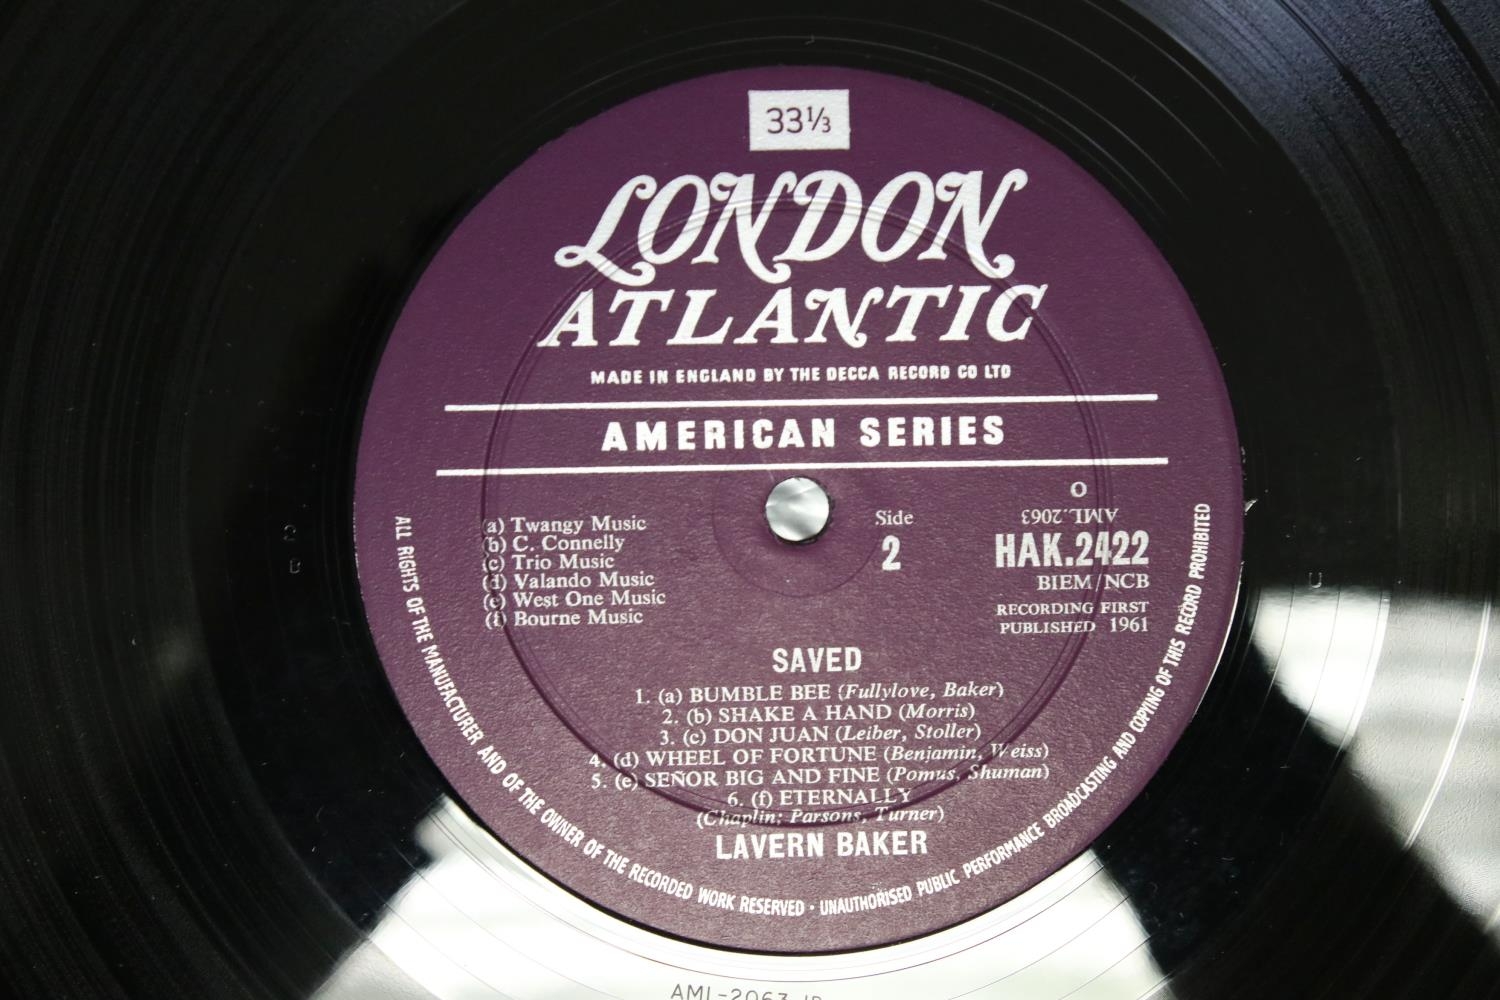 33⅓
LONDON
ATLANTIC
MADE IN ENGLAND BY THE DECCA RECORD CO LTD
AMERICAN SERIES
(a) Twangy Music
(b) C. Connelly
(c) Trio Music
(d) Valando Music
(e) West One Music
(f) Bourne Music
Side
2
O
AML.2063
HAK.2422
BIEM/NCB
RECORDING FIRST
PUBLISHED 1961
SAVED
1. (a) BUMBLE BEE (Fullylove, Baker)
2. (b) SHAKE A HAND (Morris)
3. (c) DON JUAN (Leiber, Stoller)
4. (d) WHEEL OF FORTUNE (Benjamin, Weiss)
5. (e) SEÑOR BIG AND FINE (Pomus, Shuman)
6. (f) ETERNALLY
(Chaplin; Parsons, Turner)
LAVERN BAKER
ALL RIGHTS OF THE MANUFACTURER AND OF THE OWNER OF THE RECORDED WORK RESERVED · UNAUTHORISED PUBLIC PERFORMANCE BROADCASTING AND COPYING OF THIS RECORD PROHIBITED
U